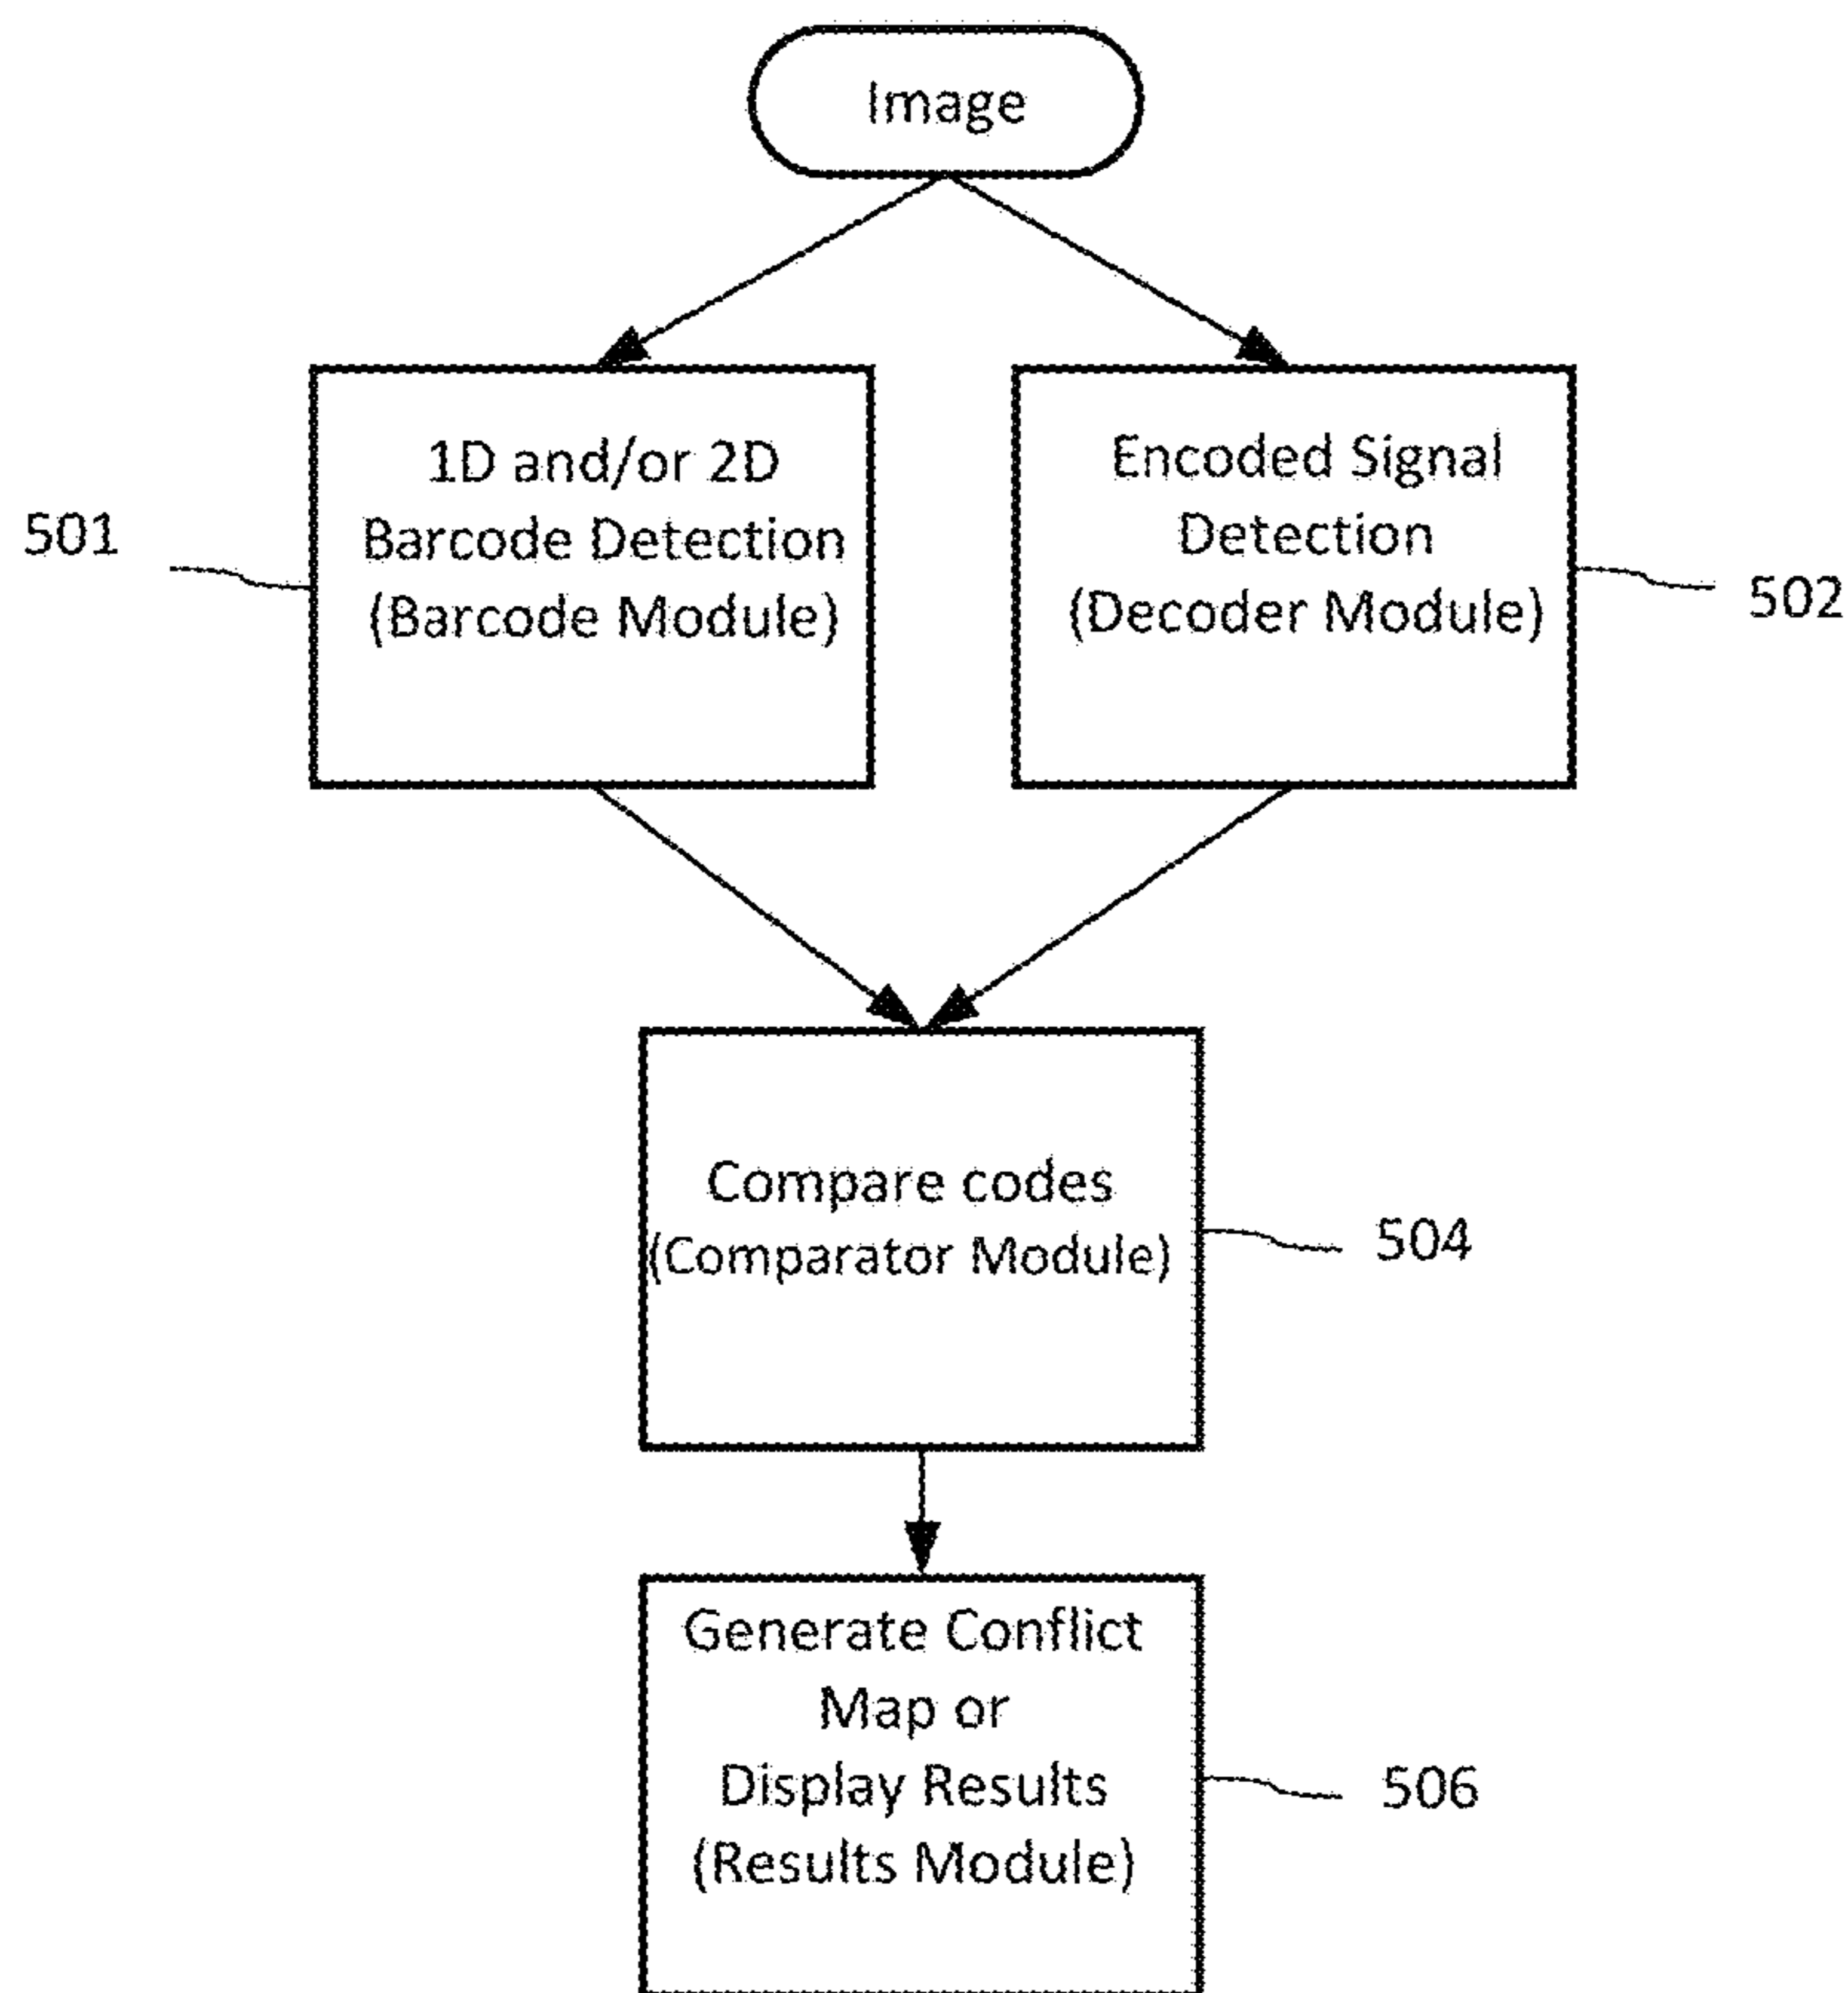 Image
1D and/or 2D
Barcode Detection
(Barcode Module)
501
Encoded Signal
Detection
(Decoder Module)
502
Compare codes
(Comparator Module)
504
Generate Conflict
Map or
Display Results
(Results Module)
506